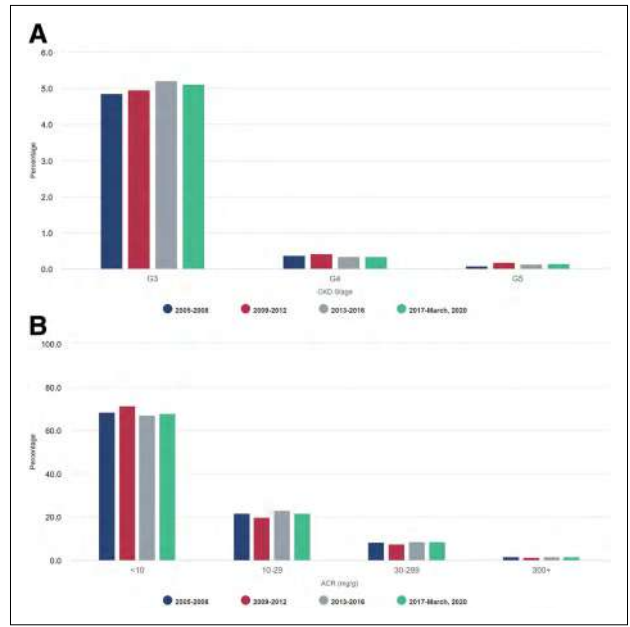 A
6.0
5.0
4.0
3.0
2.0
1.0
0.0
Percentage
G3 G4 G5
CKD Stage
2005-2008 2009-2012 2013-2016 2017-March, 2020
B
100.0
80.0
60.0
40.0
20.0
0.0
Percentage
<10 10-29 30-299 300+
ACR (mg/g)
2005-2008 2009-2012 2013-2016 2017-March, 2020